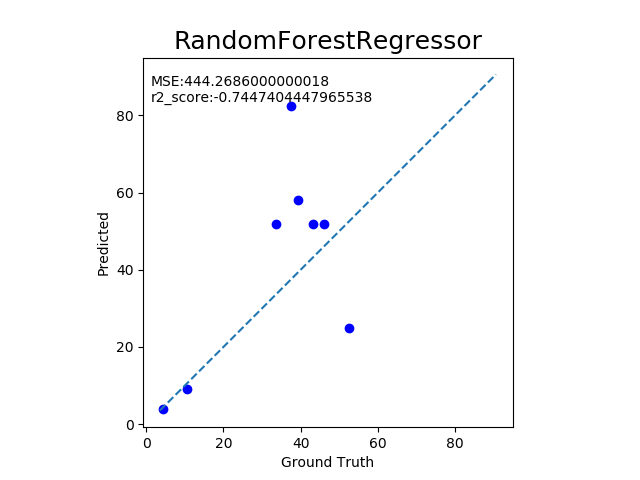 RandomForestRegressor
MSE:444.2686000000018
r2_score:-0.7447404447965538
80
60
40
20
0
Predicted
0 20 40 60 80
Ground Truth